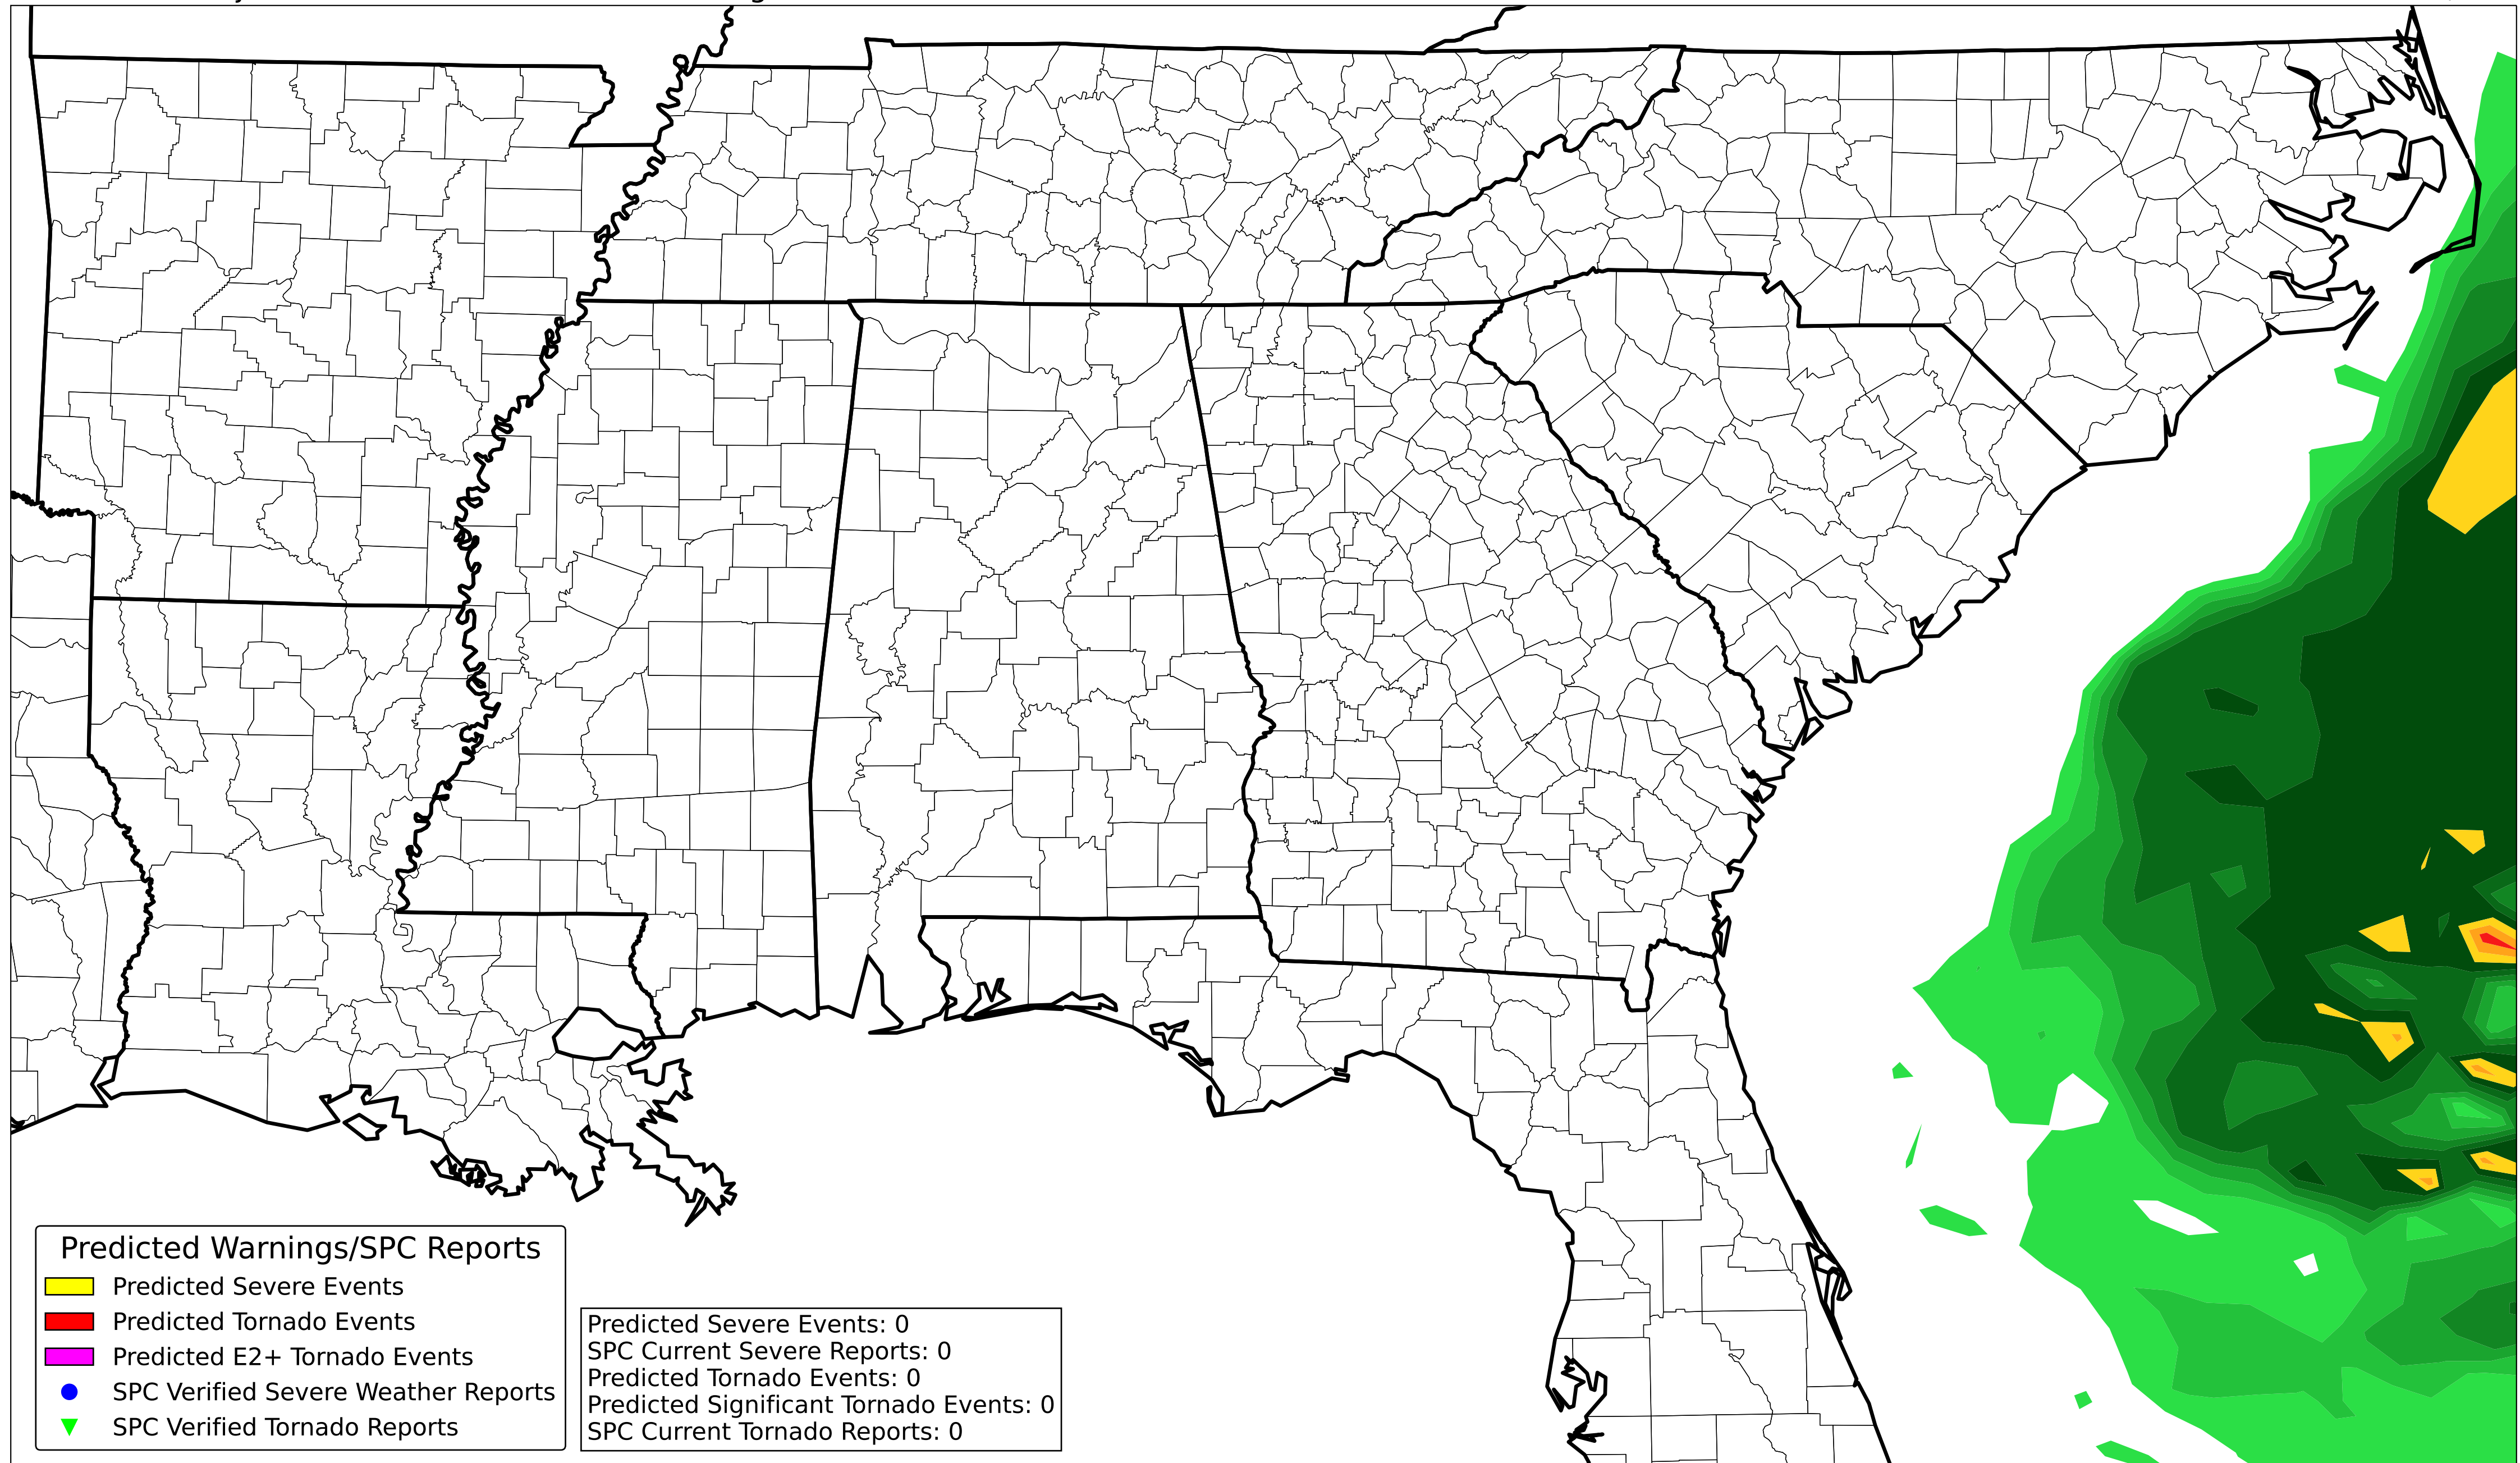 Predicted Warnings/SPC Reports
Predicted Severe Events
Predicted Tornado Events
Predicted E2+ Tornado Events
SPC Verified Severe Weather Reports
SPC Verified Tornado Reports
Predicted Severe Events: 0
SPC Current Severe Reports: 0
Predicted Tornado Events: 0
Predicted Significant Tornado Events: 0
SPC Current Tornado Reports: 0